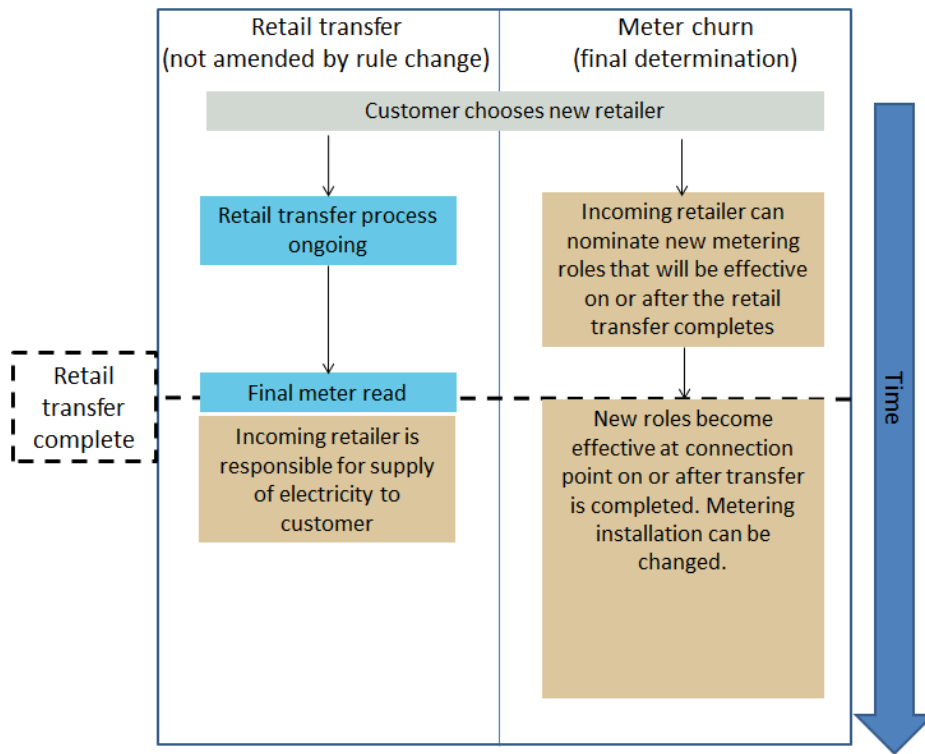 Retail transfer
(not amended by rule change)
Meter churn
(final determination)
Customer chooses new retailer
Retail transfer process
ongoing
Incoming retailer can
nominate new metering
roles that will be effective
on or after the retail
transfer completes
Retail
transfer
complete
Final meter read
Incoming retailer is
responsible for supply
of electricity to
customer
New roles become
effective at connection
point on or after transfer
is completed. Metering
installation can be
changed.
Time